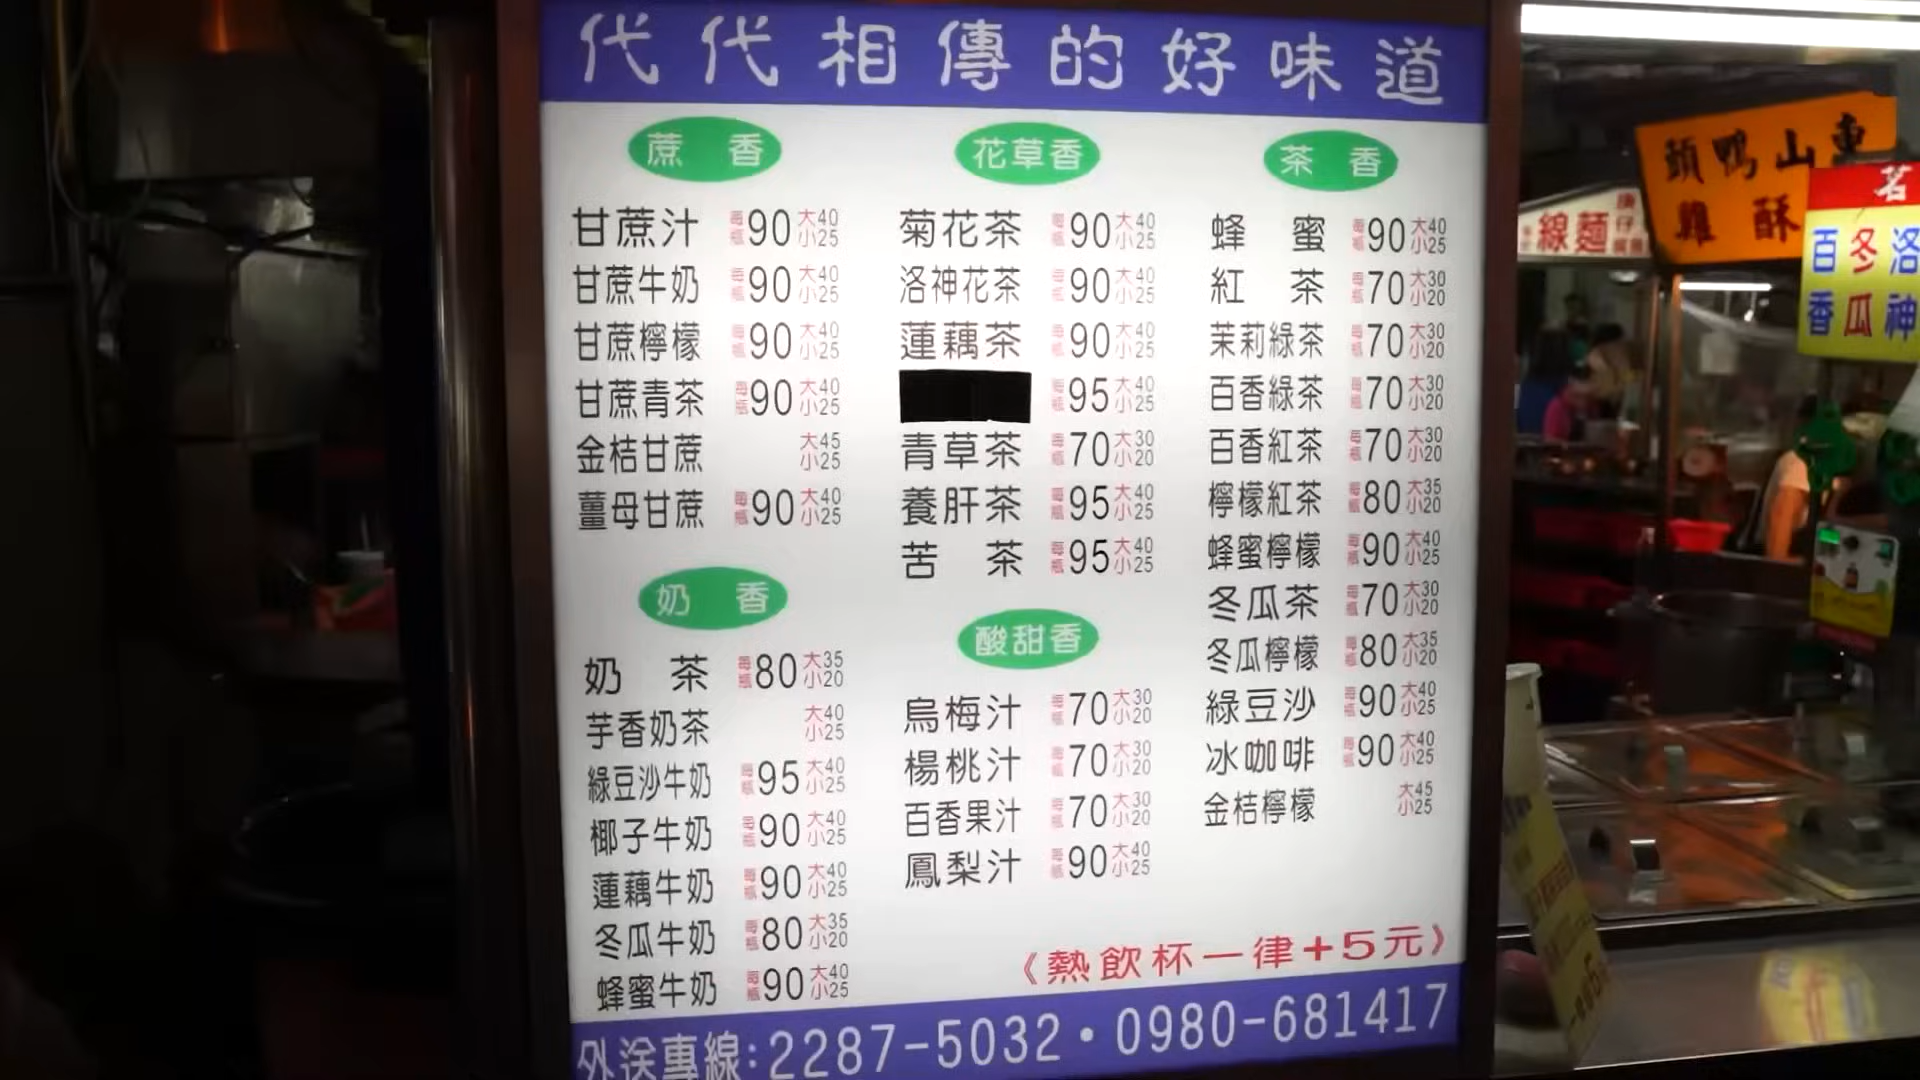 代代相傳的好味道
蔗香
甘蔗汁 每瓶90 大40 小25
甘蔗牛奶 每瓶90 大40 小25
甘蔗檸檬 每瓶90 大40 小25
甘蔗青茶 每瓶90 大40 小25
金桔甘蔗 大45 小25
薑母甘蔗 每瓶90 大40 小25
奶香
奶茶 每瓶80 大35 小20
芋香奶茶 大40 小25
綠豆沙牛奶 每瓶95 大40 小25
椰子牛奶 每瓶90 大40 小25
蓮藕牛奶 每瓶90 大40 小25
冬瓜牛奶 每瓶80 大35 小20
蜂蜜牛奶 每瓶90 大40 小25
花草香
菊花茶 每瓶90 大40 小25
洛神花茶 每瓶90 大40 小25
蓮藕茶 每瓶90 大40 小25
每瓶95 大40 小25
青草茶 每瓶70 大30 小20
養肝茶 每瓶95 大40 小25
苦茶 每瓶95 大40 小25
酸甜香
烏梅汁 每瓶70 大30 小20
楊桃汁 每瓶70 大30 小20
百香果汁 每瓶70 大30 小20
鳳梨汁 每瓶90 大40 小25
茶香
蜂蜜 每瓶90 大40 小25
紅茶 每瓶70 大30 小20
茉莉綠茶 每瓶70 大30 小20
百香綠茶 每瓶70 大30 小20
百香紅茶 每瓶70 大30 小20
檸檬紅茶 每瓶80 大35 小20
蜂蜜檸檬 每瓶90 大40 小25
冬瓜茶 每瓶70 大30 小20
冬瓜檸檬 每瓶80 大35 小20
綠豆沙 每瓶90 大40 小25
冰咖啡 每瓶90 大40 小25
金桔檸檬 大45 小25
《熱飲杯一律+5元》
外送專線:2287-5032·0980-681417
東山鴨頭
酥雞
麵線
茗
洛神
冬瓜
百香